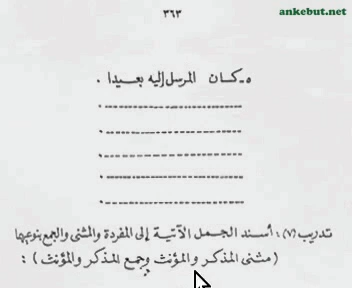 ankebut.net
٣٦٣
٥ـ كان المرسل إليه بعيدا .
تدريب (٧) : أسند الجمل الآتية إلى المفردة والمثنى والجمع بنوعيها
( مثنى المذكر والمؤنث وجمع المذكر والمؤنث ) :